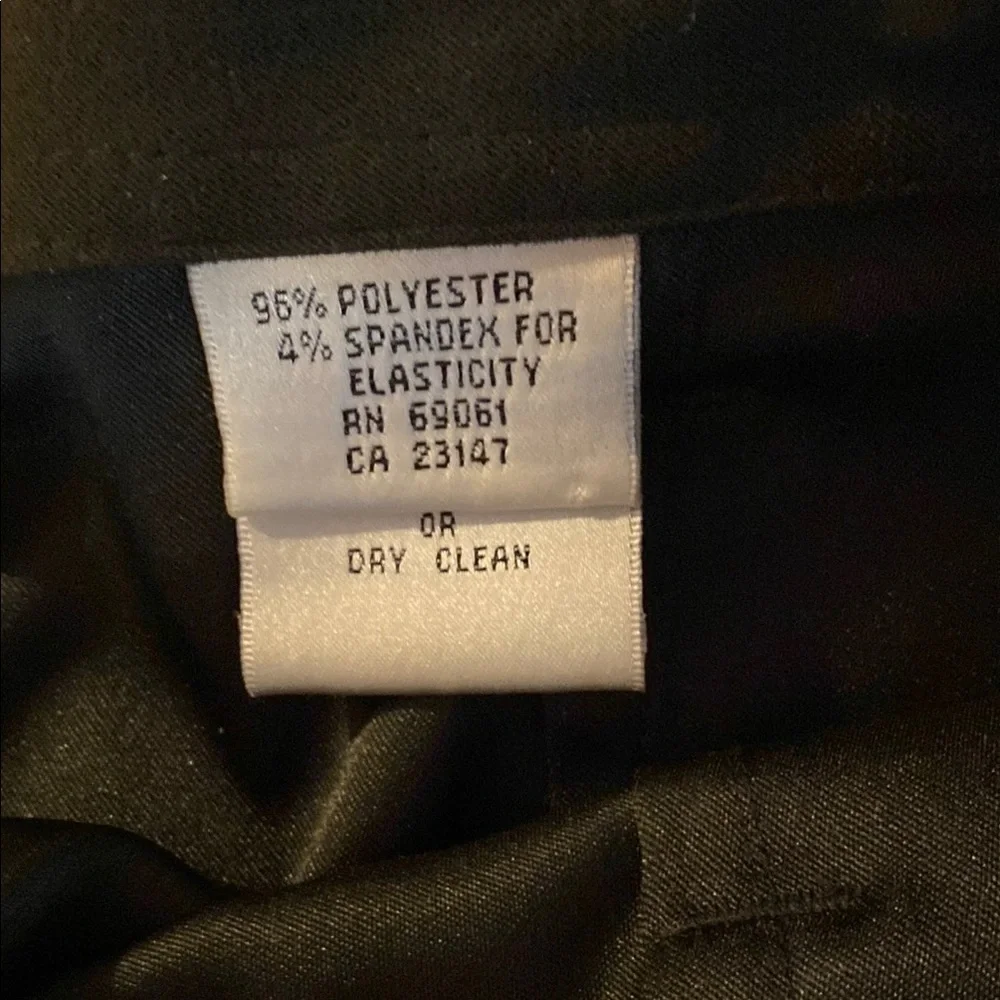 96% POLYESTER
4% SPANDEX FOR
ELASTICITY
RN 69061
CA 23147
OR
DRY CLEAN